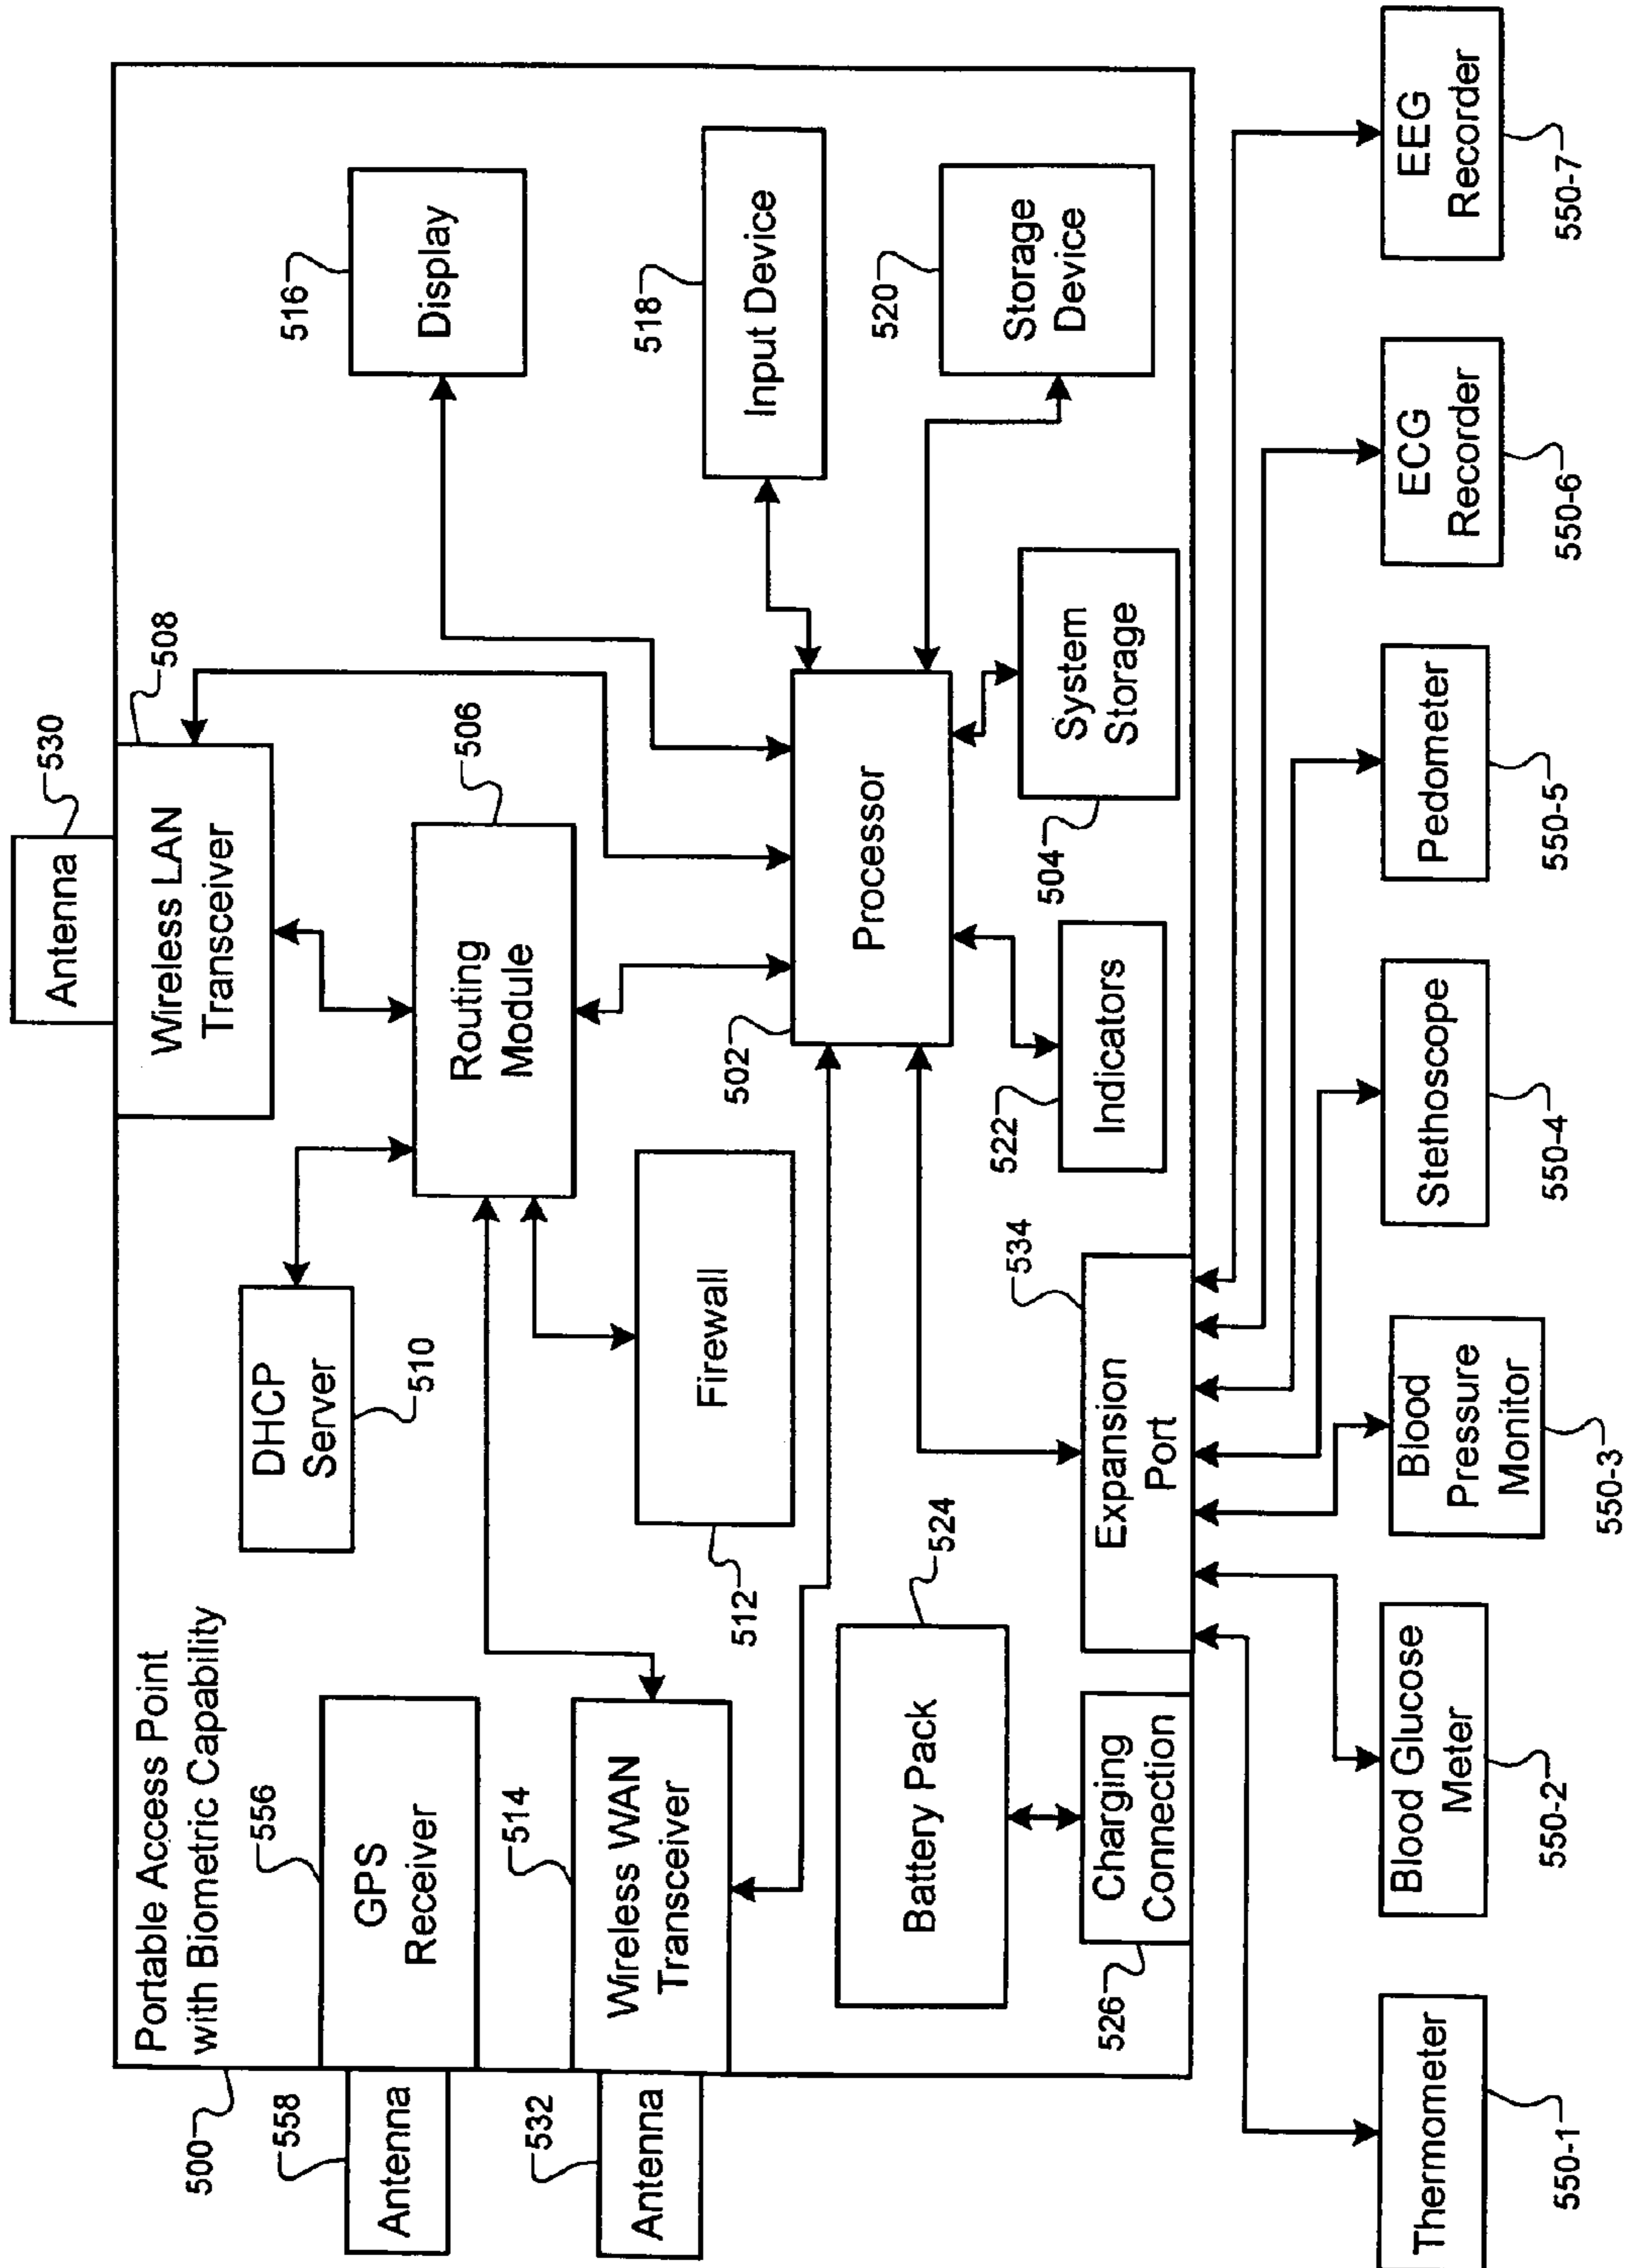 Portable Access Point
with Biometric Capability
500
558
Antenna
556
GPS
Receiver
532
Antenna
514
Wireless WAN
Transceiver
DHCP
Server
510
Antenna
530
Wireless LAN
Transceiver
508
Routing
Module
506
Firewall
512
516
Display
518
Input Device
520
Storage
Device
502
Processor
System
Storage
504
522
Indicators
524
Battery Pack
526
Charging
Connection
534
Expansion
Port
Thermometer
550-1
Blood Glucose
Meter
550-2
Blood
Pressure
Monitor
550-3
Stethoscope
550-4
Pedometer
550-5
ECG
Recorder
550-6
EEG
Recorder
550-7